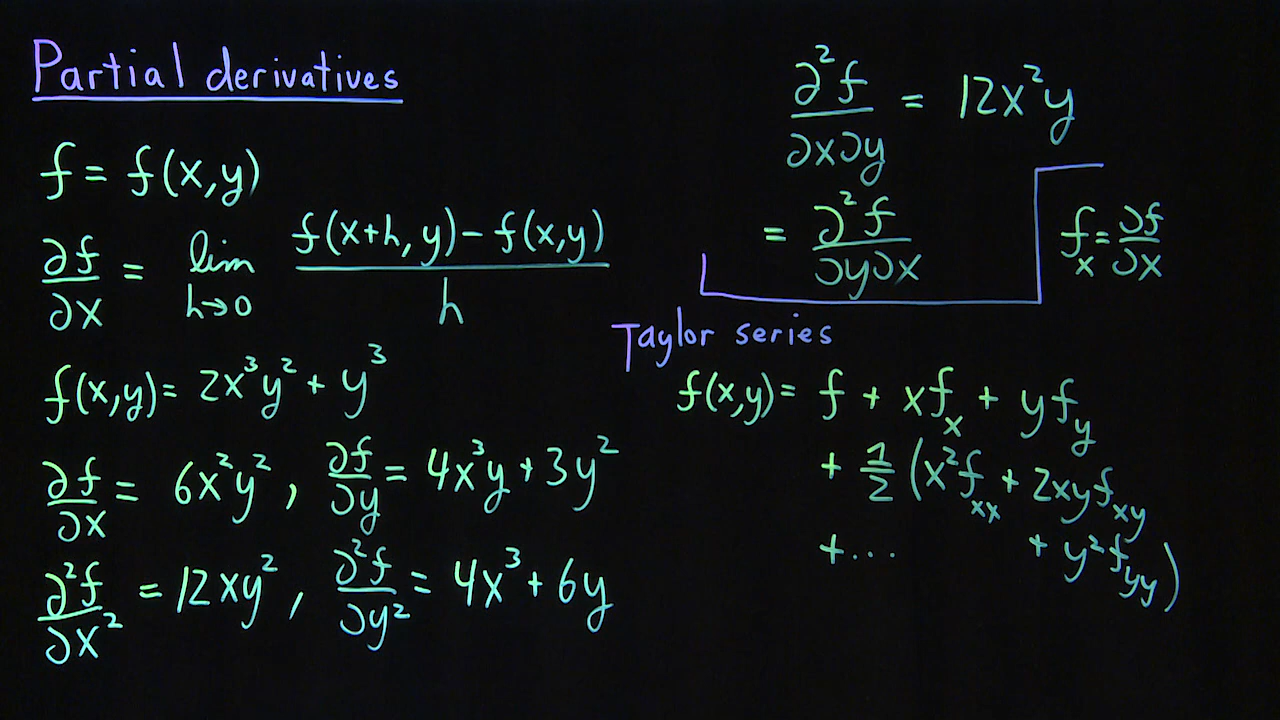 Partial derivatives
f = f(x,y)
∂f/∂x = lim h→0 (f(x+h, y) − f(x,y))/h
f(x,y) = 2x³y² + y³
∂f/∂x = 6x²y² , ∂f/∂y = 4x³y + 3y²
∂²f/∂x² = 12xy² , ∂²f/∂y² = 4x³ + 6y
∂²f/∂x∂y = 12x²y
= ∂²f/∂y∂x
f_x = ∂f/∂x
Taylor series
f(x,y) = f + xf_x + yf_y
+ 1/2 (x²f_xx + 2xyf_xy
+ ... + y²f_yy)